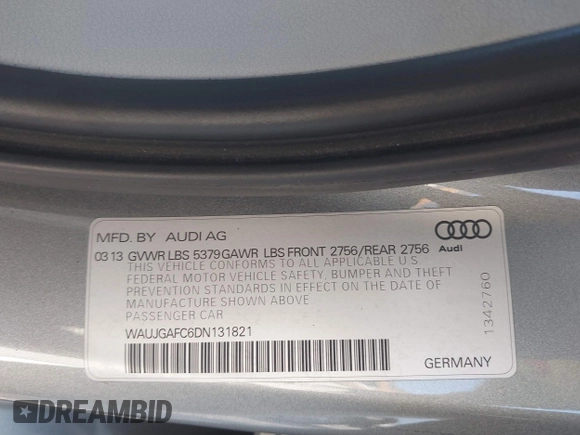 MFD. BY AUDI AG
03 13 GVWR LBS 5379 GAWR LBS FRONT 2756/REAR 2756
Audi
THIS VEHICLE CONFORMS TO ALL APPLICABLE U.S.
FEDERAL MOTOR VEHICLE SAFETY, BUMPER AND THEFT
PREVENTION STANDARDS IN EFFECT ON THE DATE OF
MANUFACTURE SHOWN ABOVE
PASSENGER CAR
WAUJGAFC6DN131821
1342760
GERMANY
DREAMBID